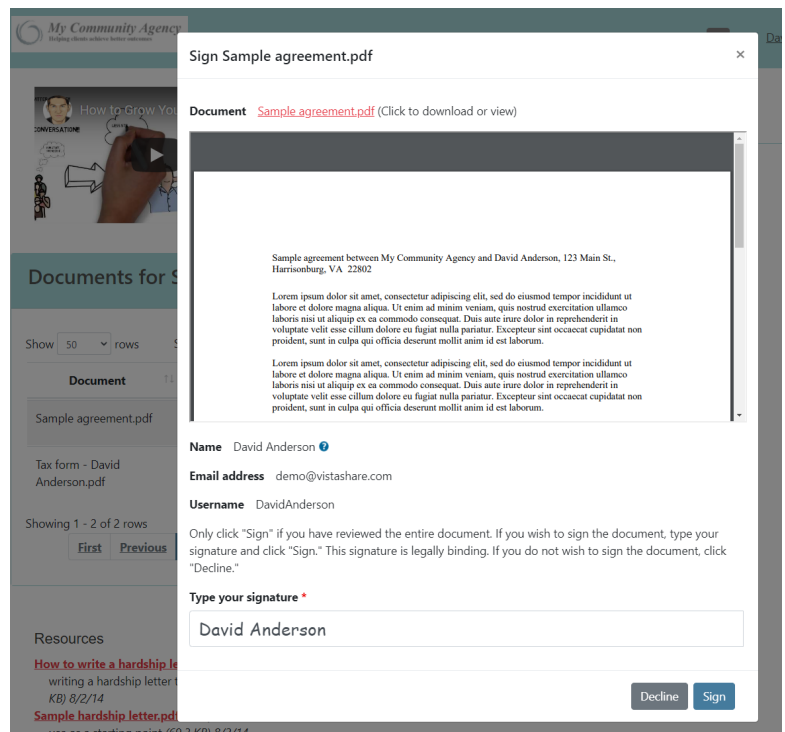 My Community Agency
Helping clients achieve better outcomes
Sign Sample agreement.pdf
×
Document Sample agreement.pdf (Click to download or view)
How to Grow You
CONVERSATION
Sample agreement between My Community Agency and David Anderson, 123 Main St.,
Harrisonburg, VA 22802
Lorem ipsum dolor sit amet, consectetur adipiscing elit, sed do eiusmod tempor incididunt ut
labore et dolore magna aliqua. Ut enim ad minim veniam, quis nostrud exercitation ullamco
laboris nisi ut aliquip ex ea commodo consequat. Duis aute irure dolor in reprehenderit in
voluptate velit esse cillum dolore eu fugiat nulla pariatur. Excepteur sint occaecat cupidatat non
proident, sunt in culpa qui officia deserunt mollit anim id est laborum.
Lorem ipsum dolor sit amet, consectetur adipiscing elit, sed do eiusmod tempor incididunt ut
labore et dolore magna aliqua. Ut enim ad minim veniam, quis nostrud exercitation ullamco
laboris nisi ut aliquip ex ea commodo consequat. Duis aute irure dolor in reprehenderit in
voluptate velit esse cillum dolore eu fugiat nulla pariatur. Excepteur sint occaecat cupidatat non
proident, sunt in culpa qui officia deserunt mollit anim id est laborum.
Name David Anderson ?
Email address demo@vistashare.com
Username DavidAnderson
Only click "Sign" if you have reviewed the entire document. If you wish to sign the document, type your
signature and click "Sign." This signature is legally binding. If you do not wish to sign the document, click
"Decline."
Type your signature *
David Anderson
Decline Sign
Da
Documents for S
Show 50 rows S
Document
Sample agreement.pdf
Tax form - David
Anderson.pdf
Showing 1 - 2 of 2 rows
First Previous
Resources
How to write a hardship le
writing a hardship letter t
KB) 8/2/14
Sample hardship letter.pdf
use as a starting point (69.3 KB) 8/2/14